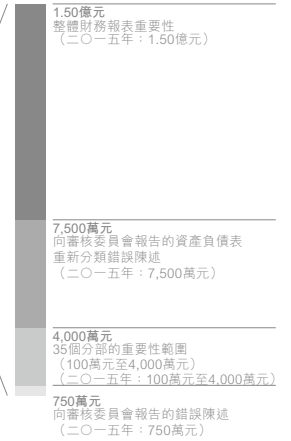 1.50億元
整體財務報表重要性
（二〇一五年：1.50億元）
7,500萬元
向審核委員會報告的資產負債表
重新分類錯誤陳述
（二〇一五年：7,500萬元）
4,000萬元
35個分部的重要性範圍
（100萬元至4,000萬元）
（二〇一五年：100萬元至4,000萬元）
750萬元
向審核委員會報告的錯誤陳述
（二〇一五年：750萬元）